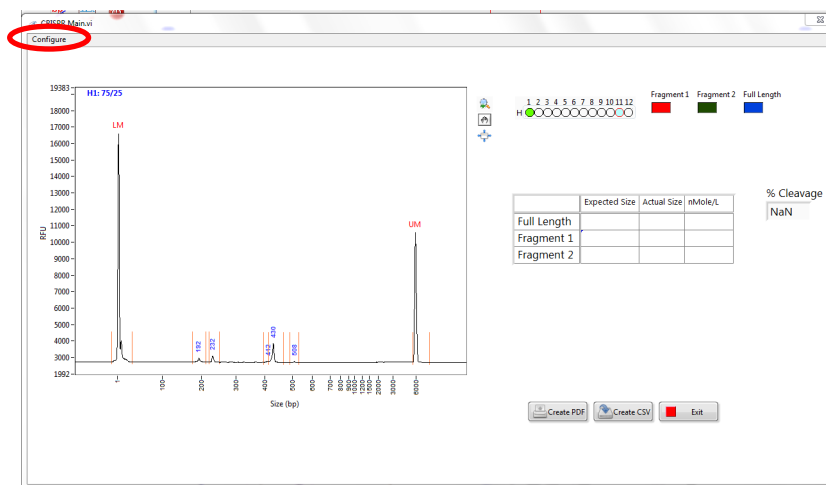 CRISPR Main.vi
Configure
H1: 75/25
19383
18000
17000
16000
15000
14000
13000
12000
11000
10000
9000
8000
7000
6000
5000
4000
3000
1992
RFU
LM
UM
192
232
412
430
508
1
100
200
300
400
500
600
700
800
900
1000
1200
1500
2000
3000
6000
Size (bp)
1 2 3 4 5 6 7 8 9 10 11 12
H
Fragment 1 Fragment 2 Full Length
Expected Size Actual Size nMole/L
Full Length
Fragment 1
Fragment 2
% Cleavage
NaN
Create PDF Create CSV Exit